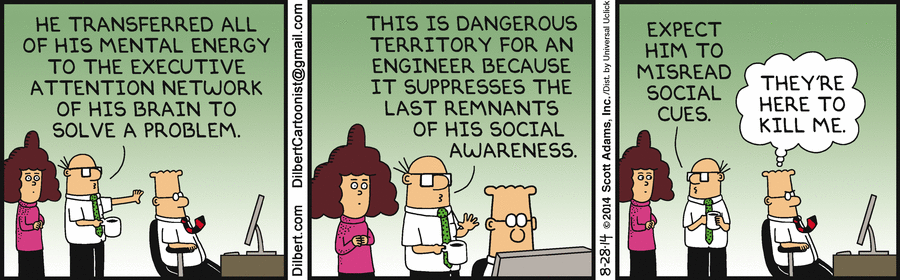 HE TRANSFERRED ALL
OF HIS MENTAL ENERGY
TO THE EXECUTIVE
ATTENTION NETWORK
OF HIS BRAIN TO
SOLVE A PROBLEM.
Dilbert.com DilbertCartoonist@gmail.com
THIS IS DANGEROUS
TERRITORY FOR AN
ENGINEER BECAUSE
IT SUPPRESSES THE
LAST REMNANTS
OF HIS SOCIAL
AWARENESS.
8-28-14 ©2014 Scott Adams, Inc. /Dist. by Universal Uclick
EXPECT
HIM TO
MISREAD
SOCIAL
CUES.
THEY'RE
HERE TO
KILL ME.